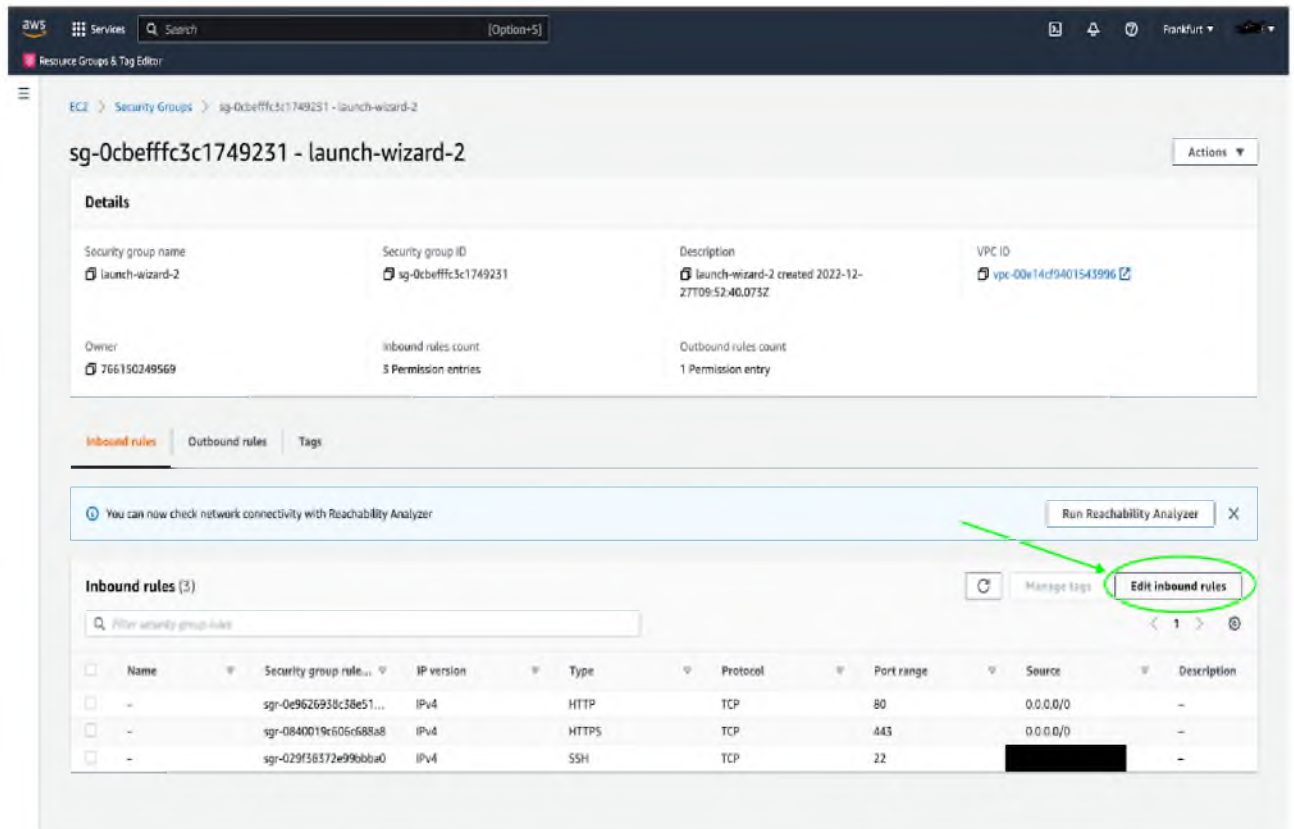 aws Services Search [Option+S] Frankfurt
Resource Groups & Tag Editor
EC2 > Security Groups > sg-0cbefffc3c1749231 - launch-wizard-2
sg-0cbefffc3c1749231 - launch-wizard-2
Actions
Details
Security group name Security group ID Description VPC ID
launch-wizard-2 sg-0cbefffc3c1749231 launch-wizard-2 created 2022-12-27T09:52:40.073Z vpc-00e14cf9401543996
Owner Inbound rules count Outbound rules count
766150249569 3 Permission entries 1 Permission entry
Inbound rules Outbound rules Tags
You can now check network connectivity with Reachability Analyzer Run Reachability Analyzer
Inbound rules (3) Manage tags Edit inbound rules
Filter security group rules 1
Name Security group rule... IP version Type Protocol Port range Source Description
– sgr-0e9626938c38e51... IPv4 HTTP TCP 80 0.0.0.0/0 –
– sgr-0840019c606c688a8 IPv4 HTTPS TCP 443 0.0.0.0/0 –
– sgr-029f36372e99bbba0 IPv4 SSH TCP 22 –